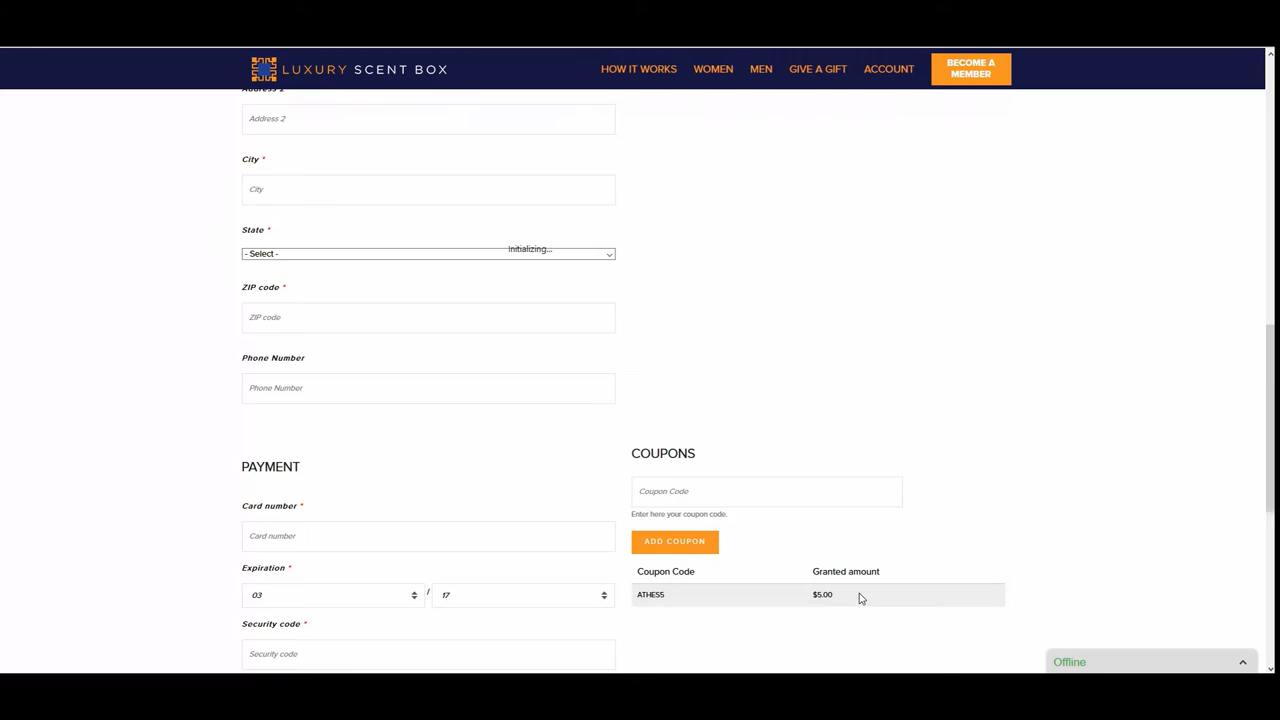 LUXURY SCENT BOX
HOW IT WORKS
WOMEN
MEN
GIVE A GIFT
ACCOUNT
BECOME A
MEMBER
Address 2
Address 2
City *
City
State *
- Select -
Initializing...
ZIP code *
ZIP code
Phone Number
Phone Number
PAYMENT
Card number *
Card number
Expiration *
03 / 17
Security code *
Security code
COUPONS
Coupon Code
Enter here your coupon code.
ADD COUPON
Coupon Code Granted amount
ATHES5 $5.00
Offline